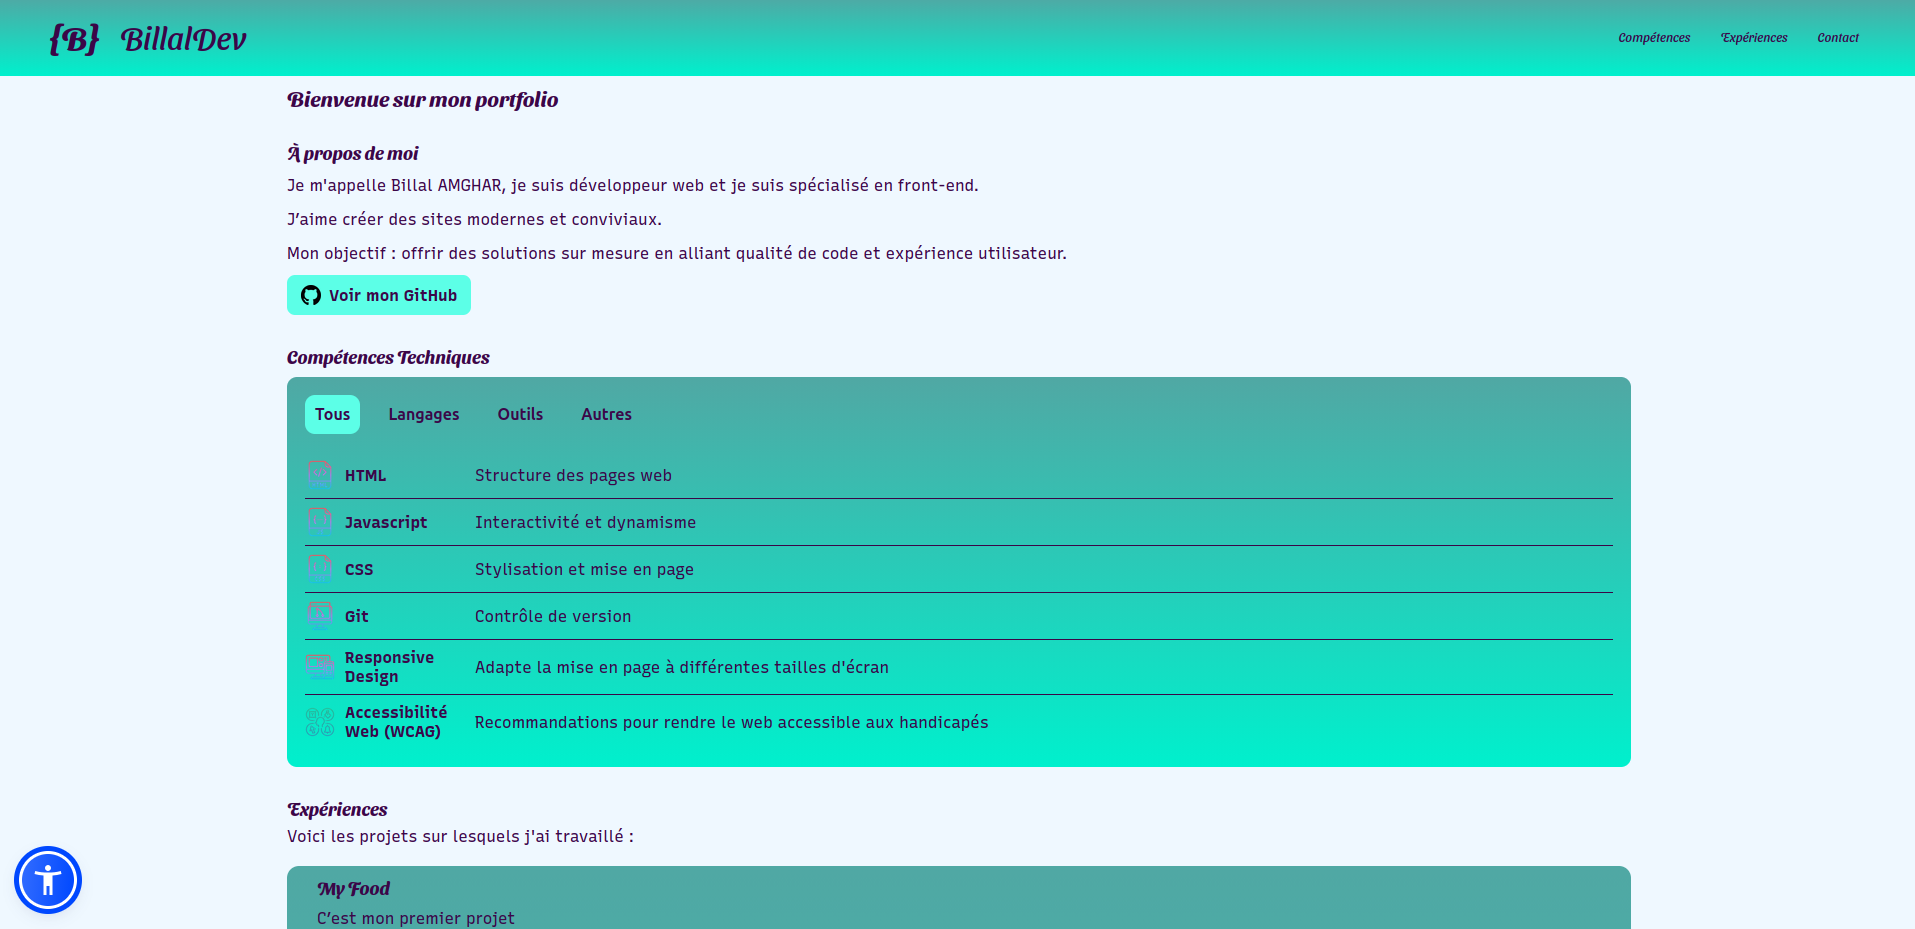 {B} BillalDev
Compétences Expériences Contact
Bienvenue sur mon portfolio
À propos de moi
Je m'appelle Billal AMGHAR, je suis développeur web et je suis spécialisé en front-end.
J’aime créer des sites modernes et conviviaux.
Mon objectif : offrir des solutions sur mesure en alliant qualité de code et expérience utilisateur.
Voir mon GitHub
Compétences Techniques
Tous Langages Outils Autres
HTML Structure des pages web
Javascript Interactivité et dynamisme
CSS Stylisation et mise en page
Git Contrôle de version
Responsive
Design
Adapte la mise en page à différentes tailles d'écran
Accessibilité
Web (WCAG)
Recommandations pour rendre le web accessible aux handicapés
Expériences
Voici les projets sur lesquels j'ai travaillé :
My Food
C’est mon premier projet